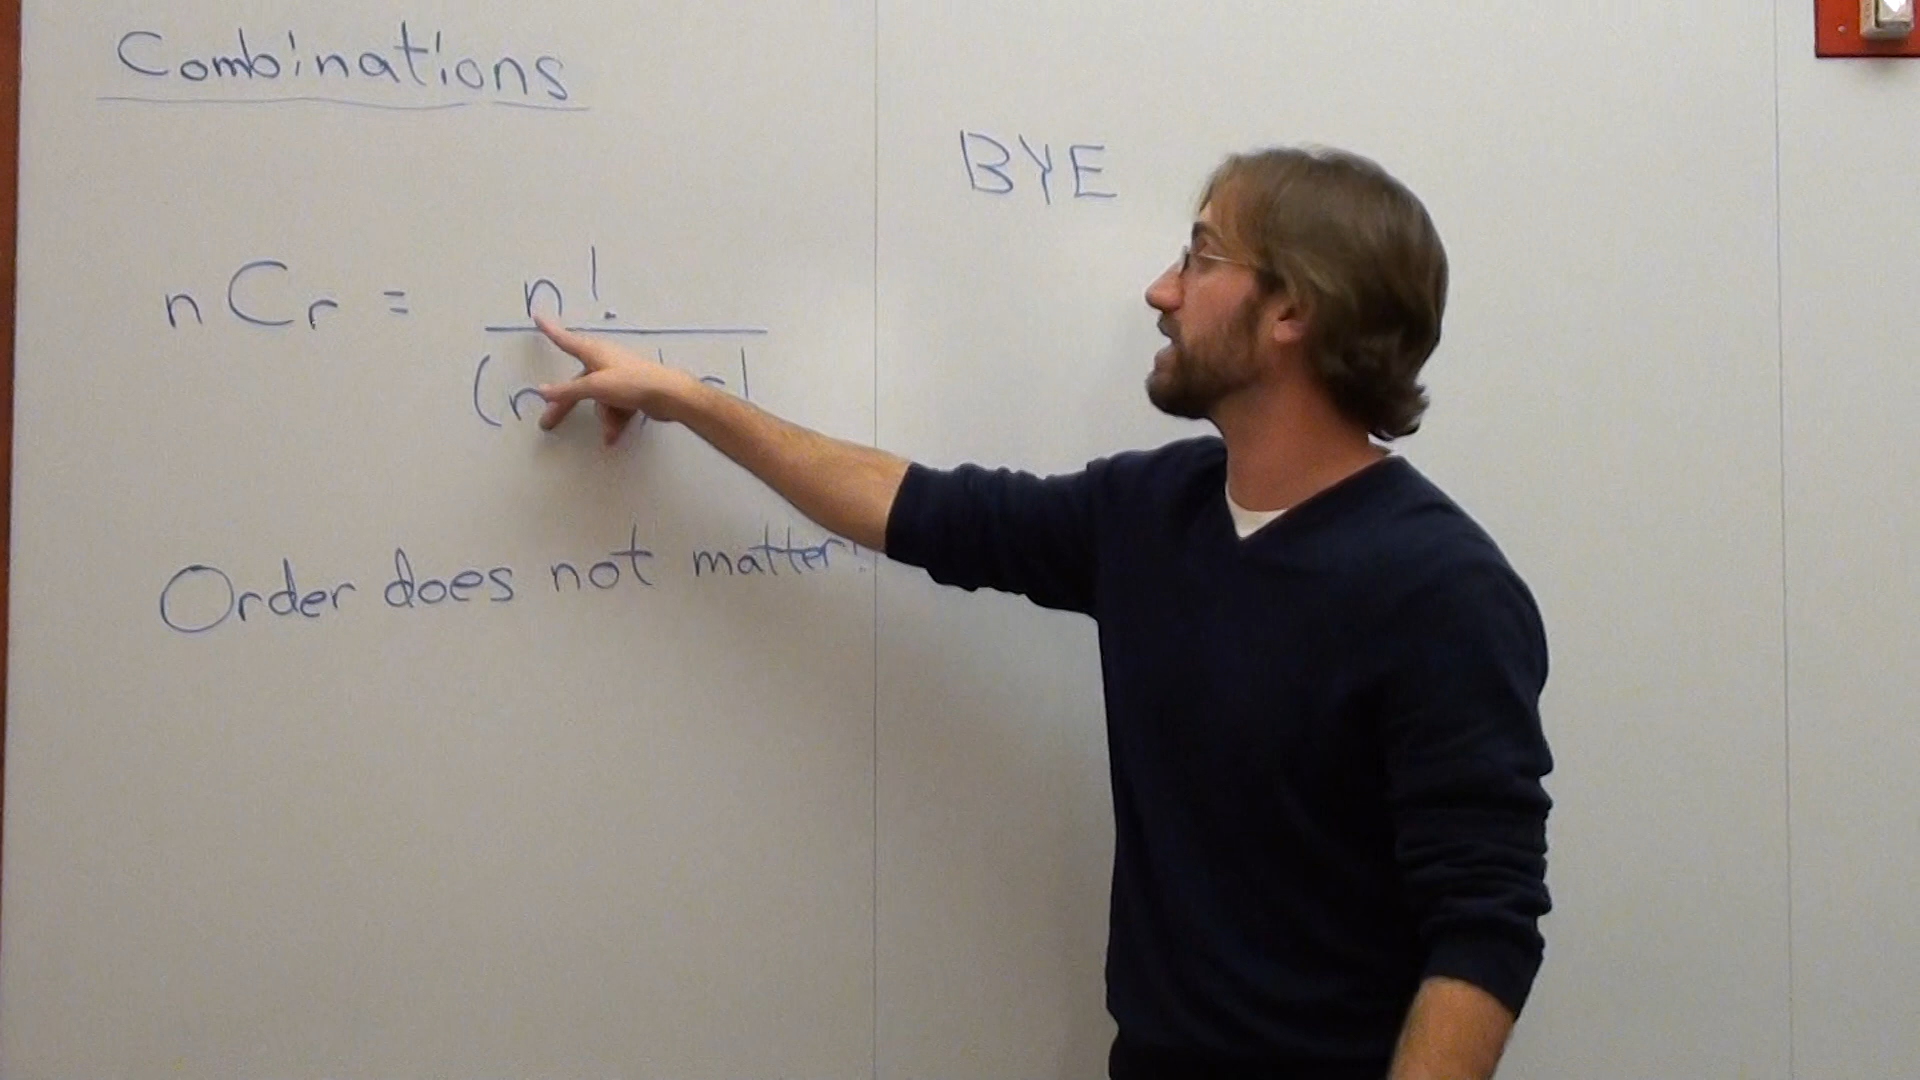 Combinations
BYE
nCr = n!
(n ) r!
Order does not matter!